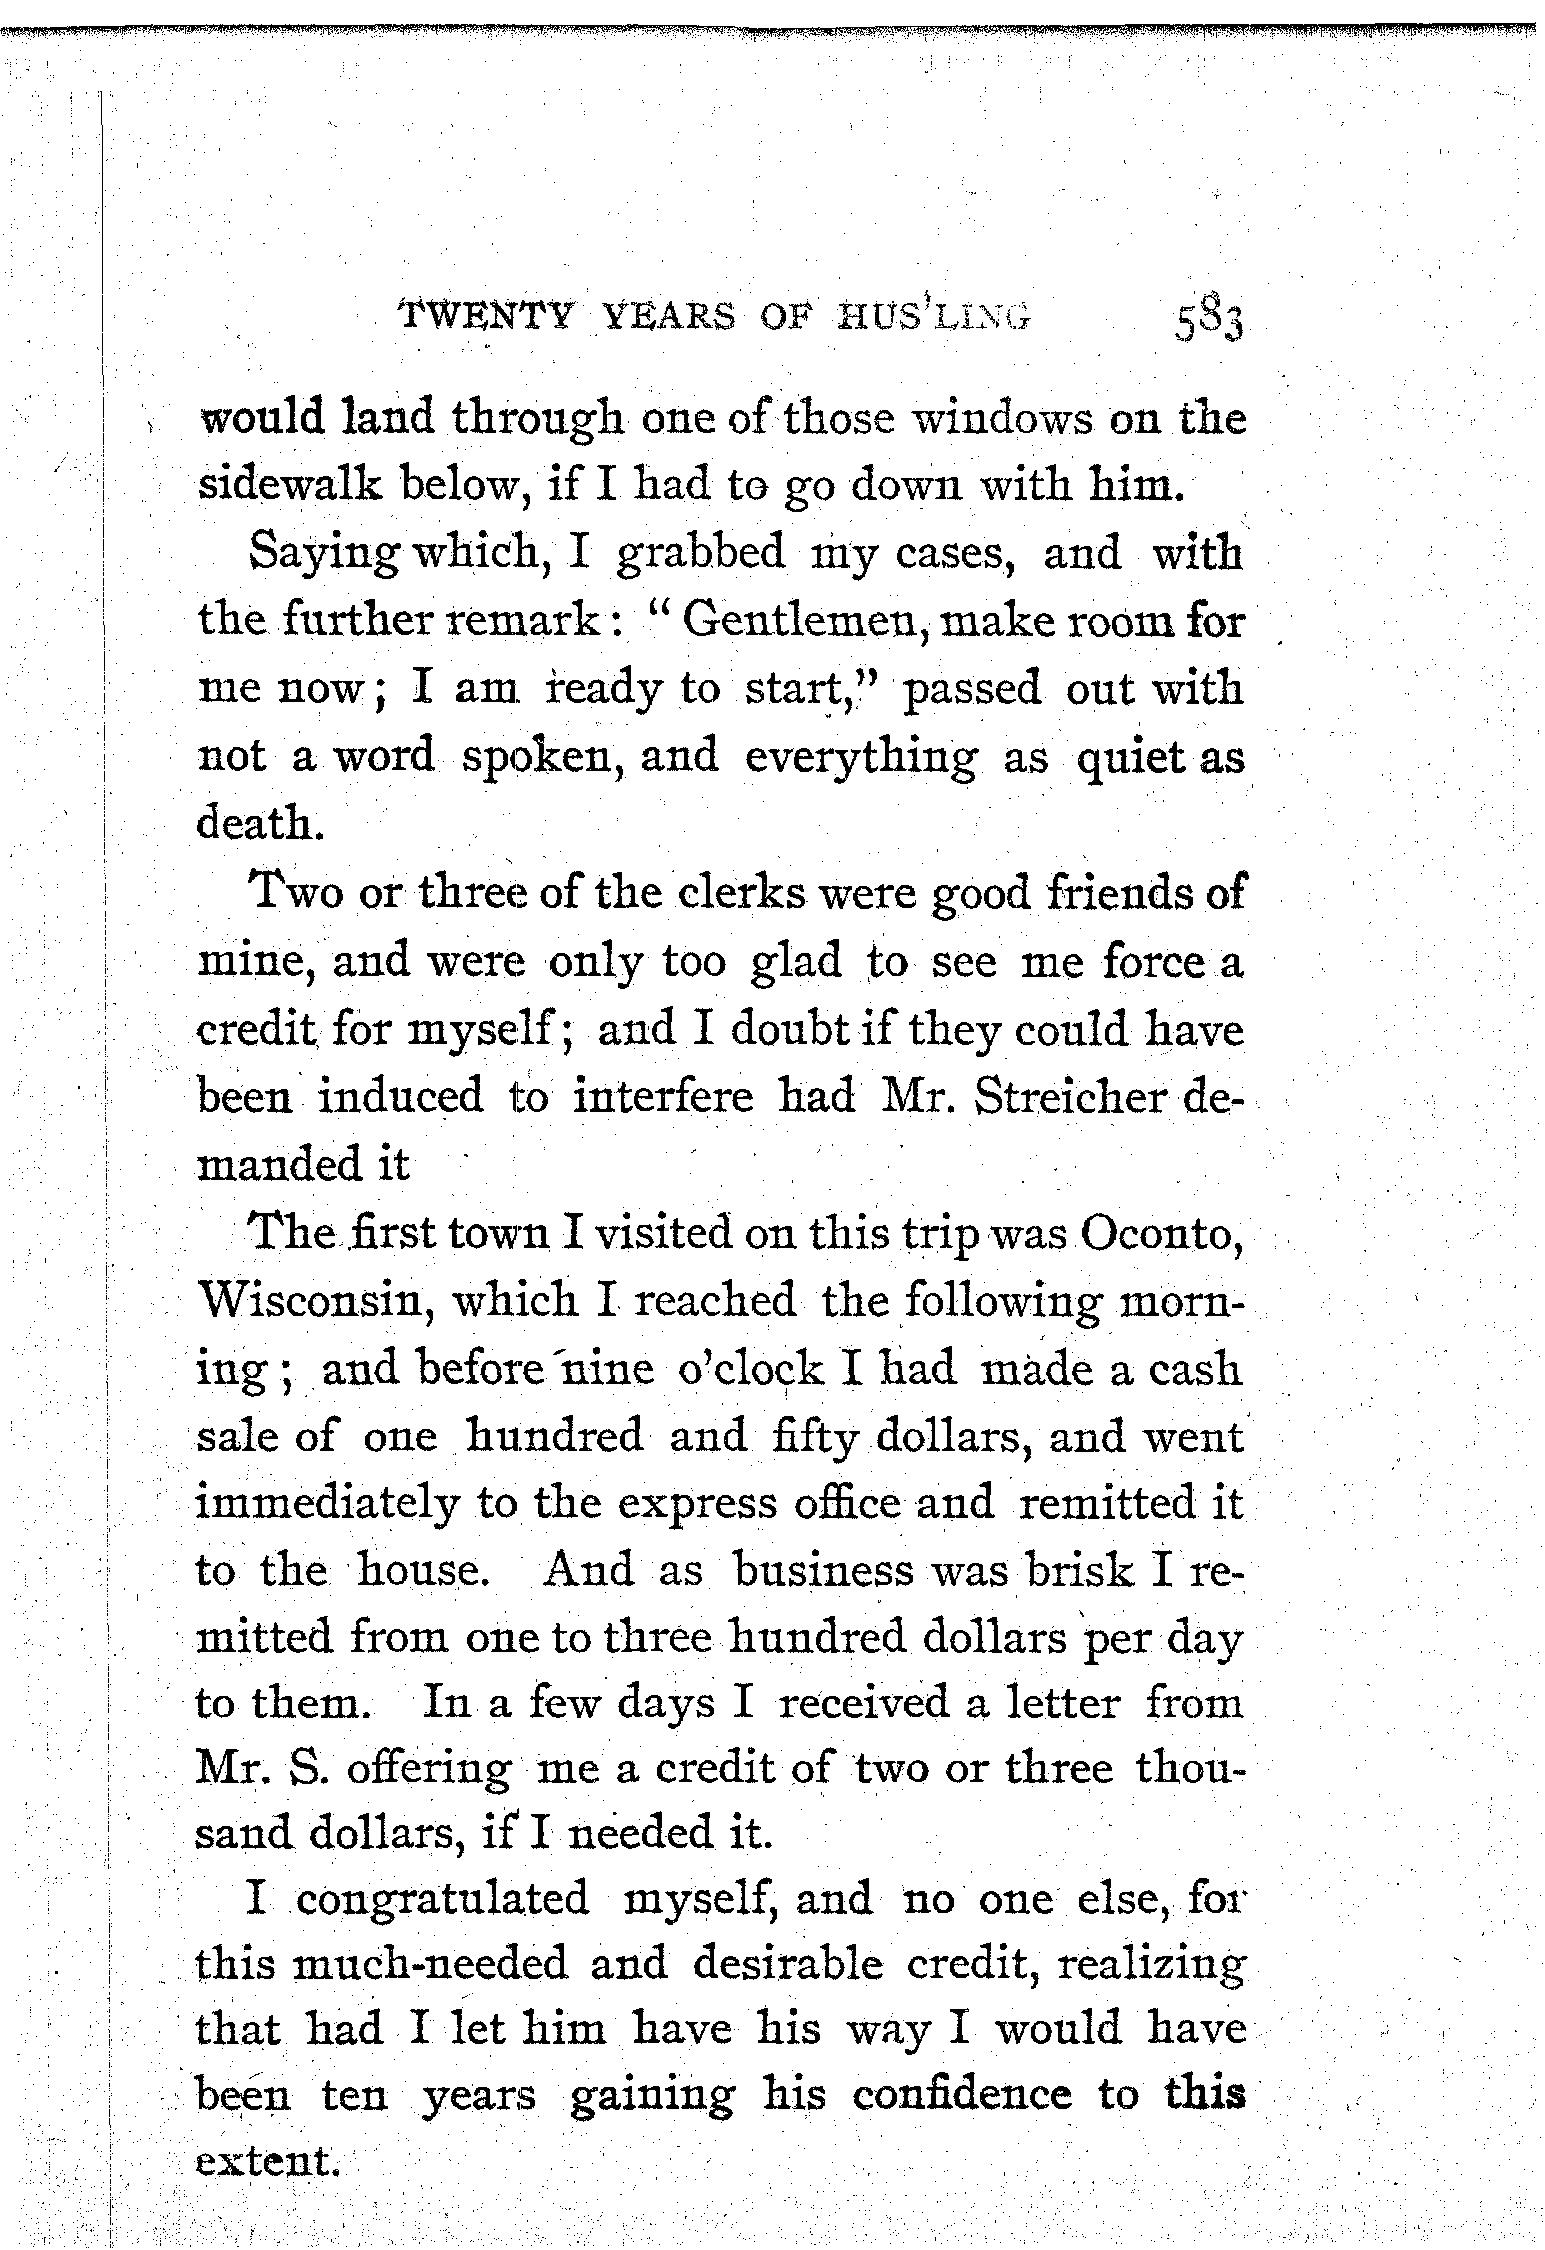 TWENTY YEARS OF HUS'LING 583
would land through one of those windows on the
sidewalk below, if I had to go down with him.
Saying which, I grabbed my cases, and with
the further remark: "Gentlemen, make room for
me now; I am ready to start," passed out with
not a word spoken, and everything as quiet as
death.
Two or three of the clerks were good friends of
mine, and were only too glad to see me force a
credit for myself; and I doubt if they could have
been induced to interfere had Mr. Streicher de-
manded it
The first town I visited on this trip was Oconto,
Wisconsin, which I reached the following morn-
ing; and before nine o'clock I had made a cash
sale of one hundred and fifty dollars, and went
immediately to the express office and remitted it
to the house. And as business was brisk I re-
mitted from one to three hundred dollars per day
to them. In a few days I received a letter from
Mr. S. offering me a credit of two or three thou-
sand dollars, if I needed it.
I congratulated myself, and no one else, for
this much-needed and desirable credit, realizing
that had I let him have his way I would have
been ten years gaining his confidence to this
extent.